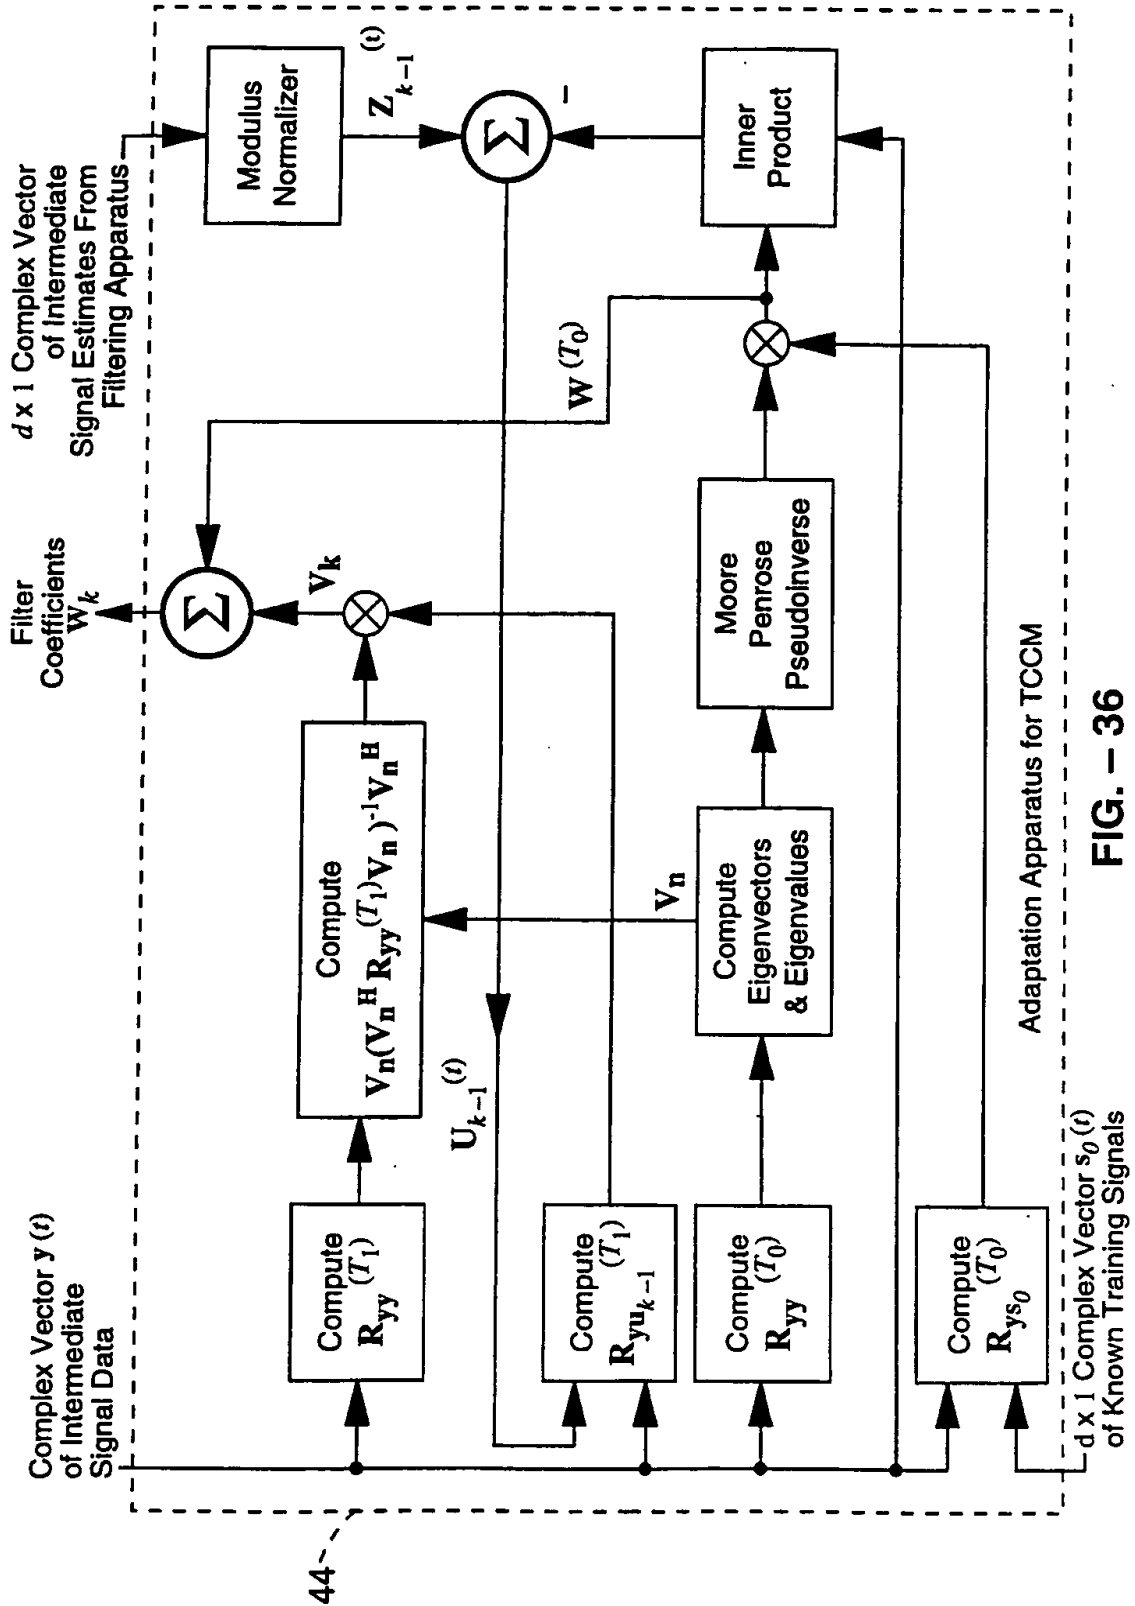 44
Complex Vector y (t)
of Intermediate
Signal Data
Filter
Coefficients
W_k
d x 1 Complex Vector
of Intermediate
Signal Estimates From
Filtering Apparatus
Compute
R_yy^(T_1)
Compute
V_n(V_n^H R_yy^(T_1) V_n)^-1 V_n^H
V_k
Σ
Modulus
Normalizer
Z_k-1^(t)
U_k-1^(t)
Σ
−
W^(T_0)
Compute
R_yu_k-1^(T_1)
Compute
R_yy^(T_0)
V_n
Compute
Eigenvectors
& Eigenvalues
Moore
Penrose
Pseudoinverse
Inner
Product
Compute
R_ys_0^(T_0)
d x 1 Complex Vector s_0(t)
of Known Training Signals
Adaptation Apparatus for TCCM
FIG. – 36